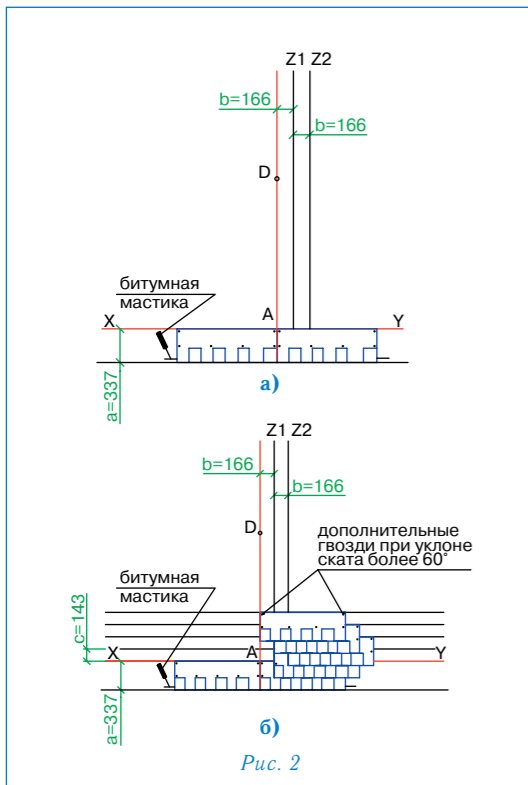 Z1 Z2
b=166
b=166
D
битумная
мастика
X
A
Y
a=337
а)
Z1 Z2
b=166
b=166
D
дополнительные
гвозди при уклоне
ската более 60°
битумная
мастика
c=143
X
A
Y
a=337
б)
Рис. 2